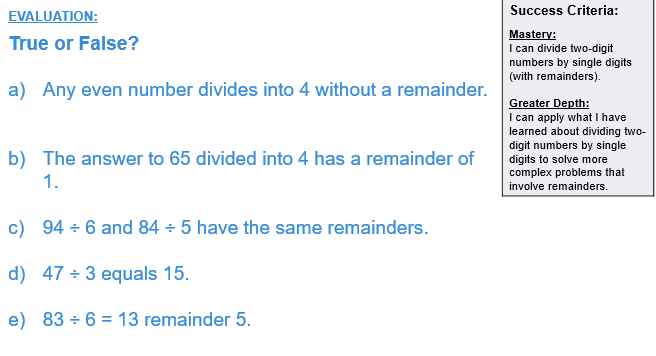 EVALUATION:
True or False?
a) Any even number divides into 4 without a remainder.
b) The answer to 65 divided into 4 has a remainder of
1.
c) 94 ÷ 6 and 84 ÷ 5 have the same remainders.
d) 47 ÷ 3 equals 15.
e) 83 ÷ 6 = 13 remainder 5.
Success Criteria:
Mastery:
I can divide two-digit
numbers by single digits
(with remainders).
Greater Depth:
I can apply what I have
learned about dividing two-
digit numbers by single
digits to solve more
complex problems that
involve remainders.